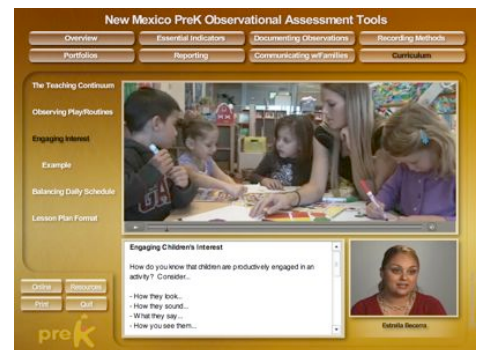 New Mexico PreK Observational Assessment Tools
Overview
Essential Indicators
Documenting Observations
Recording Methods
Portfolios
Reporting
Communicating w/Families
Curriculum
The Teaching Continuum
Observing Play/Routines
Engaging Interest
Example
Balancing Daily Schedule
Lesson Plan Format
Online
Resources
Print
Quit
preK
Engaging Children's Interest
How do you know that children are productively engaged in an
activity? Consider...
- How they look...
- How they sound...
- What they say...
- How you see them...
Estrella Becerra